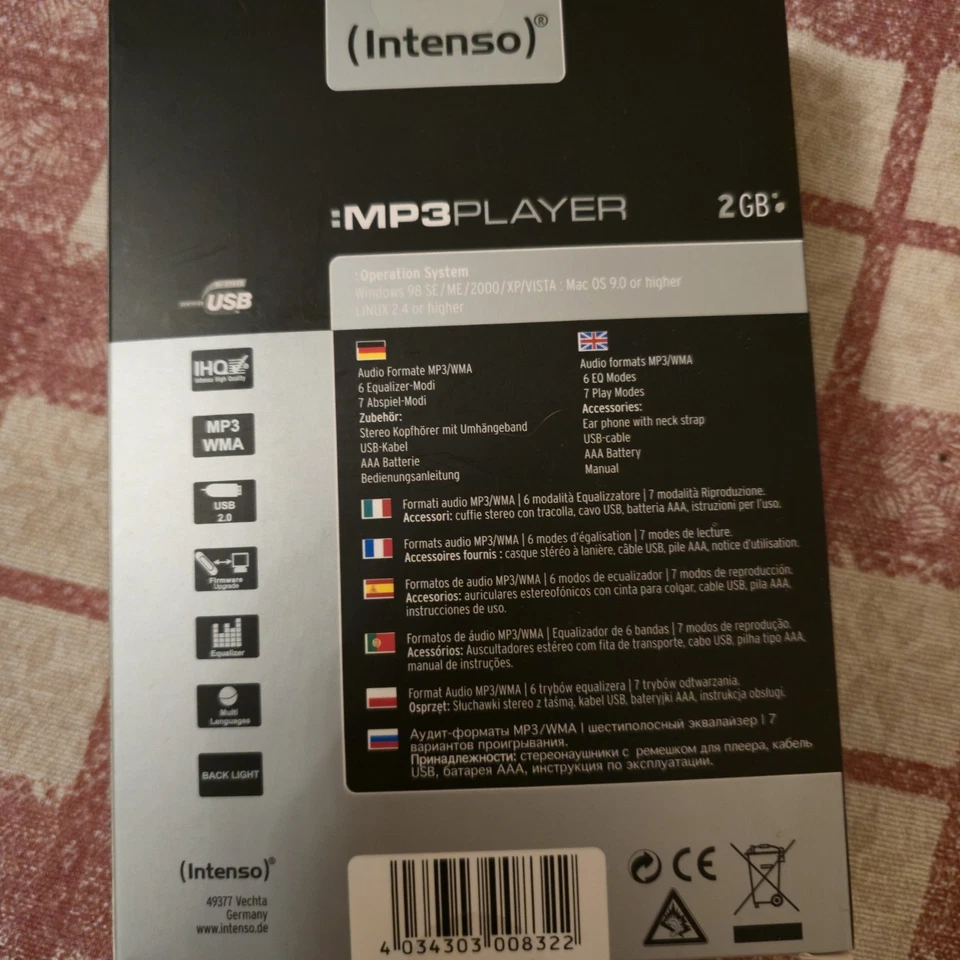 (Intenso)®
:MP3PLAYER
2GB
:Operation System
Windows 98 SE/ME/2000/XP/VISTA : Mac OS 9.0 or higher
LINUX 2.4 or higher
USB
IHQ
Intenso High Quality
MP3
WMA
USB
2.0
Firmware
Upgrade
Equalizer
Multi
Languages
BACK LIGHT
Audio Formate MP3/WMA
6 Equalizer-Modi
7 Abspiel-Modi
Zubehör:
Stereo Kopfhörer mit Umhängeband
USB-Kabel
AAA Batterie
Bedienungsanleitung
Audio formats MP3/WMA
6 EQ Modes
7 Play Modes
Accessories:
Ear phone with neck strap
USB-cable
AAA Battery
Manual
Formati audio MP3/WMA | 6 modalità Equalizzatore | 7 modalità Riproduzione.
Accessori: cuffie stereo con tracolla, cavo USB, batteria AAA, istruzioni per l'uso.
Formats audio MP3/WMA | 6 modes d'égalisation | 7 modes de lecture.
Accessoires fournis : casque stéréo à lanière, câble USB, pile AAA, notice d'utilisation.
Formatos de audio MP3/WMA | 6 modos de ecualizador | 7 modos de reproducción.
Accesorios: auriculares estereofónicos con cinta para colgar, cable USB, pila AAA,
instrucciones de uso.
Formatos de áudio MP3/WMA | Equalizador de 6 bandas | 7 modos de reprodução.
Acessórios: Auscultadores estéreo com fita de transporte, cabo USB, pilha tipo AAA,
manual de instruções.
Format Audio MP3/WMA | 6 trybów equalizera | 7 trybów odtwarzania.
Osprzęt: Słuchawki stereo z taśmą, kabel USB, bateryjki AAA, instrukcja obsługi.
Аудит-форматы MP3/WMA | шестиполосный эквалайзер | 7
вариантов проигрывания.
Принадлежности: стереонаушники с ремешком для плеера, кабель
USB, батарея AAA, инструкция по эксплуатации.
(Intenso)®
49377 Vechta
Germany
www.intenso.de
4 034303 008322
CE